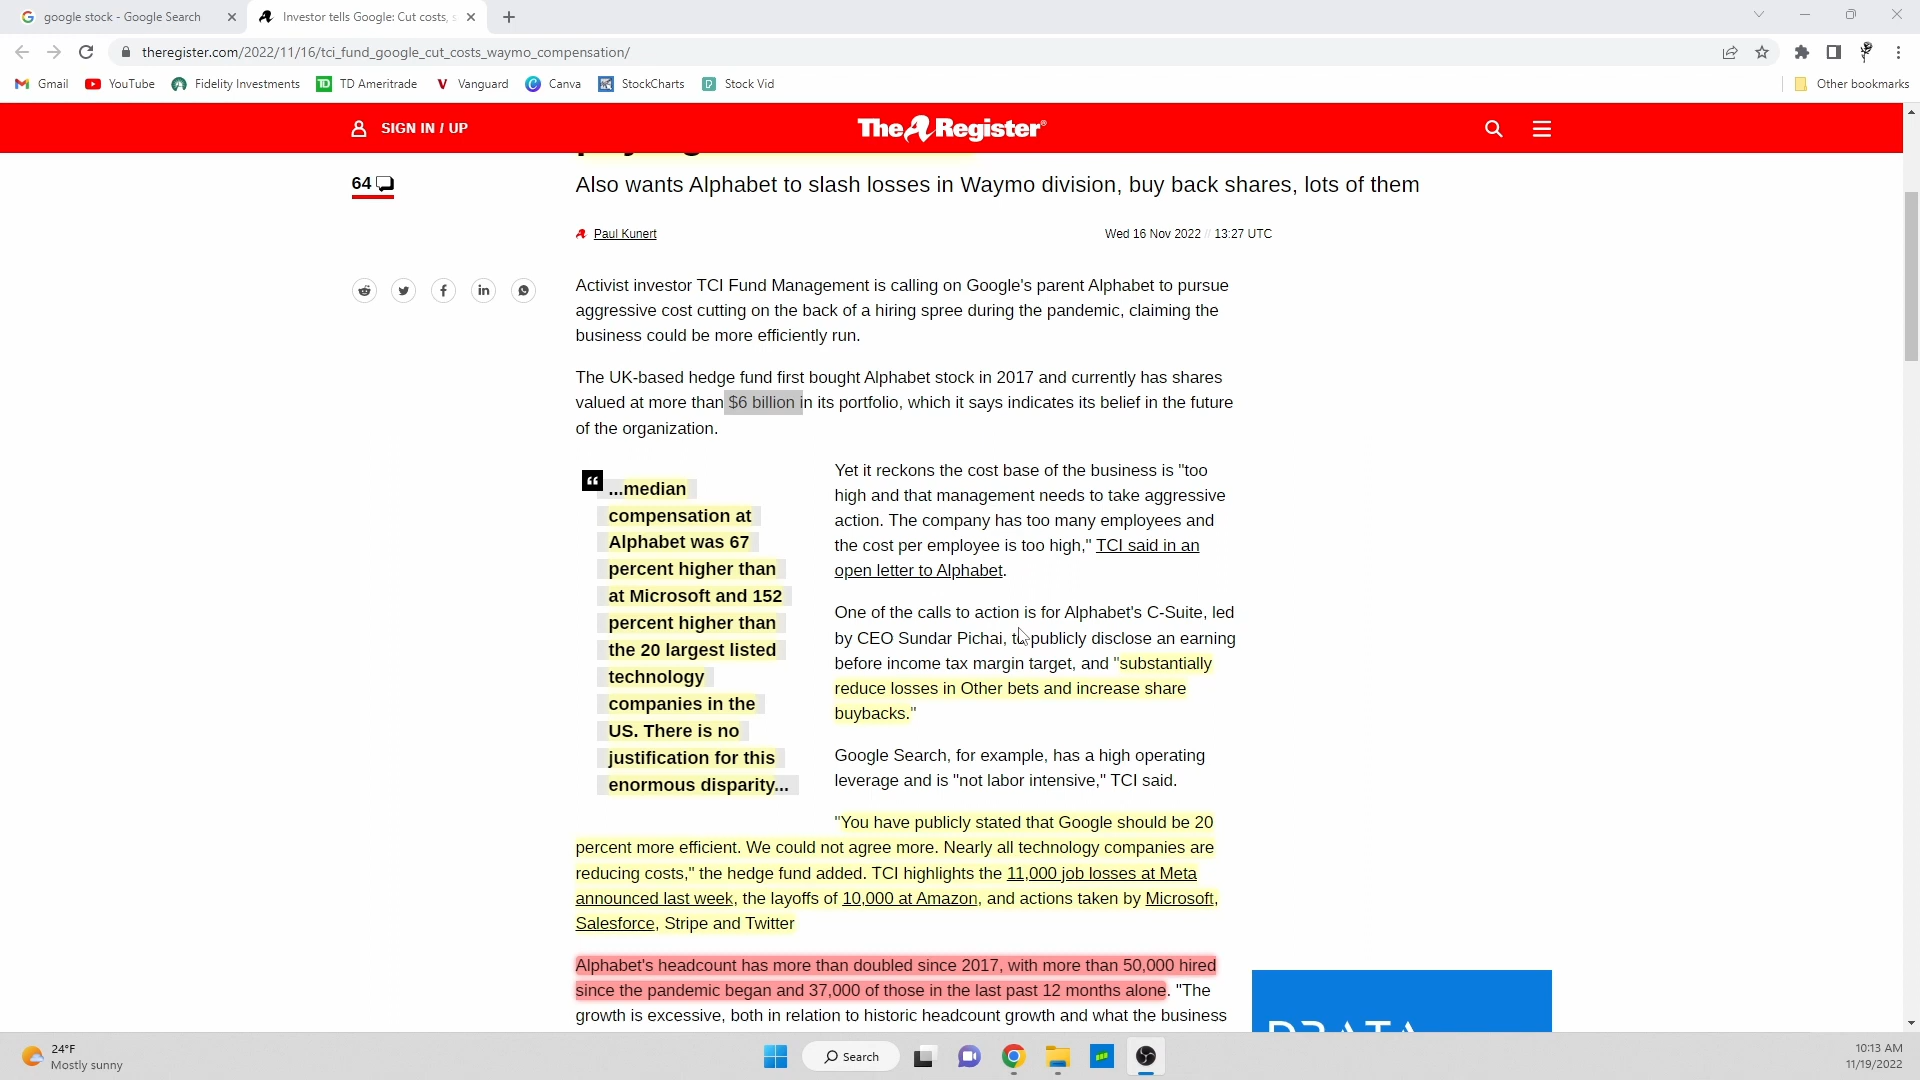 google stock - Google Search
Investor tells Google: Cut costs, s
theregister.com/2022/11/16/tci_fund_google_cut_costs_waymo_compensation/
Gmail
YouTube
Fidelity Investments
TD Ameritrade
Vanguard
Canva
StockCharts
Stock Vid
Other bookmarks
SIGN IN / UP
The Register®
64
Also wants Alphabet to slash losses in Waymo division, buy back shares, lots of them
Paul Kunert
Wed 16 Nov 2022 // 13:27 UTC
Activist investor TCI Fund Management is calling on Google's parent Alphabet to pursue
aggressive cost cutting on the back of a hiring spree during the pandemic, claiming the
business could be more efficiently run.
The UK-based hedge fund first bought Alphabet stock in 2017 and currently has shares
valued at more than $6 billion in its portfolio, which it says indicates its belief in the future
of the organization.
...median
compensation at
Alphabet was 67
percent higher than
at Microsoft and 152
percent higher than
the 20 largest listed
technology
companies in the
US. There is no
justification for this
enormous disparity...
Yet it reckons the cost base of the business is "too
high and that management needs to take aggressive
action. The company has too many employees and
the cost per employee is too high," TCI said in an
open letter to Alphabet.
One of the calls to action is for Alphabet's C-Suite, led
by CEO Sundar Pichai, to publicly disclose an earning
before income tax margin target, and "substantially
reduce losses in Other bets and increase share
buybacks."
Google Search, for example, has a high operating
leverage and is "not labor intensive," TCI said.
"You have publicly stated that Google should be 20
percent more efficient. We could not agree more. Nearly all technology companies are
reducing costs," the hedge fund added. TCI highlights the 11,000 job losses at Meta
announced last week, the layoffs of 10,000 at Amazon, and actions taken by Microsoft,
Salesforce, Stripe and Twitter
Alphabet's headcount has more than doubled since 2017, with more than 50,000 hired
since the pandemic began and 37,000 of those in the last past 12 months alone. "The
growth is excessive, both in relation to historic headcount growth and what the business
24°F
Mostly sunny
Search
10:13 AM
11/19/2022